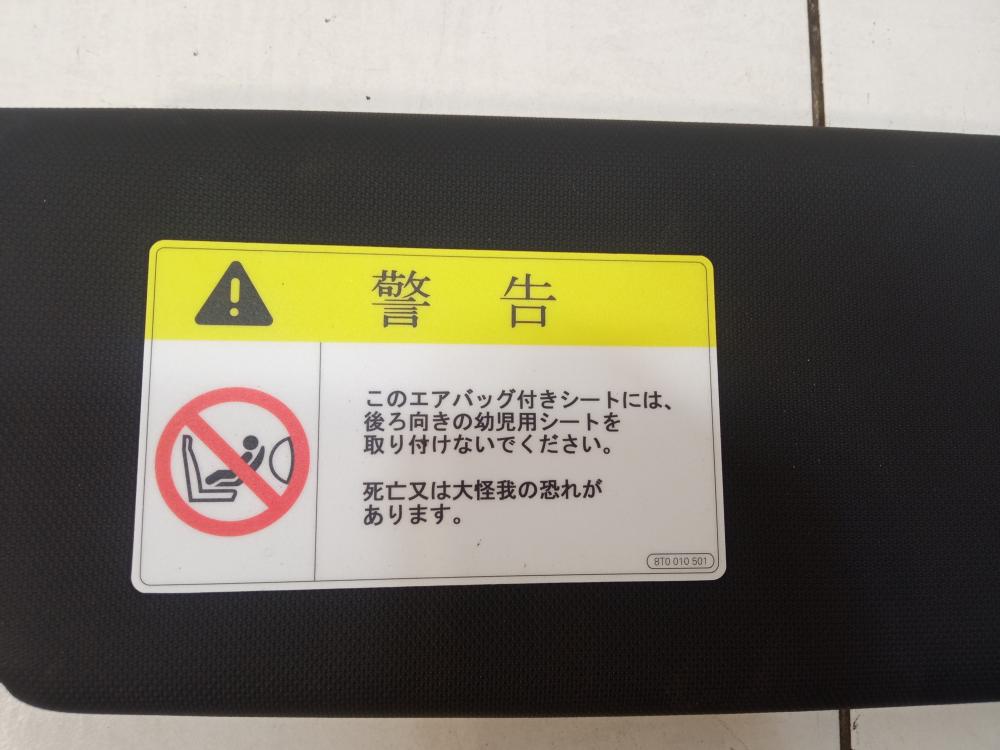 警告
このエアバッグ付きシートには、
後ろ向きの幼児用シートを
取り付けないでください。
死亡又は大怪我の恐れが
あります。
8T0 010 501